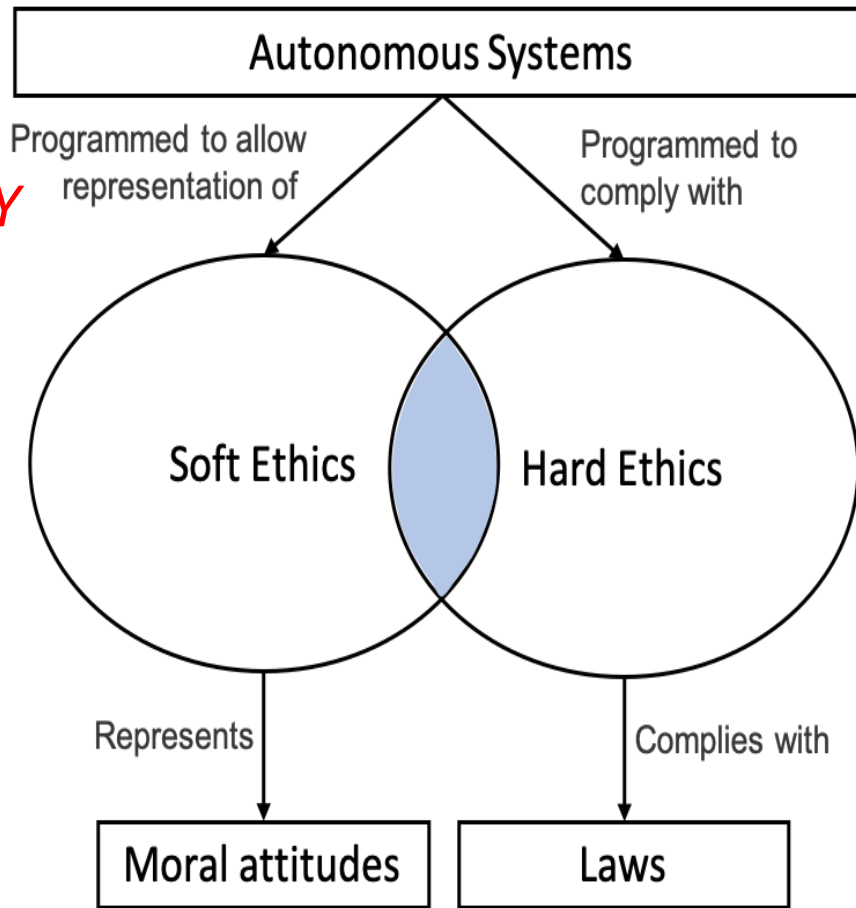 Autonomous Systems
Programmed to allow
representation of
Y
Programmed to
comply with
Soft Ethics
Hard Ethics
Represents
Complies with
Moral attitudes
Laws